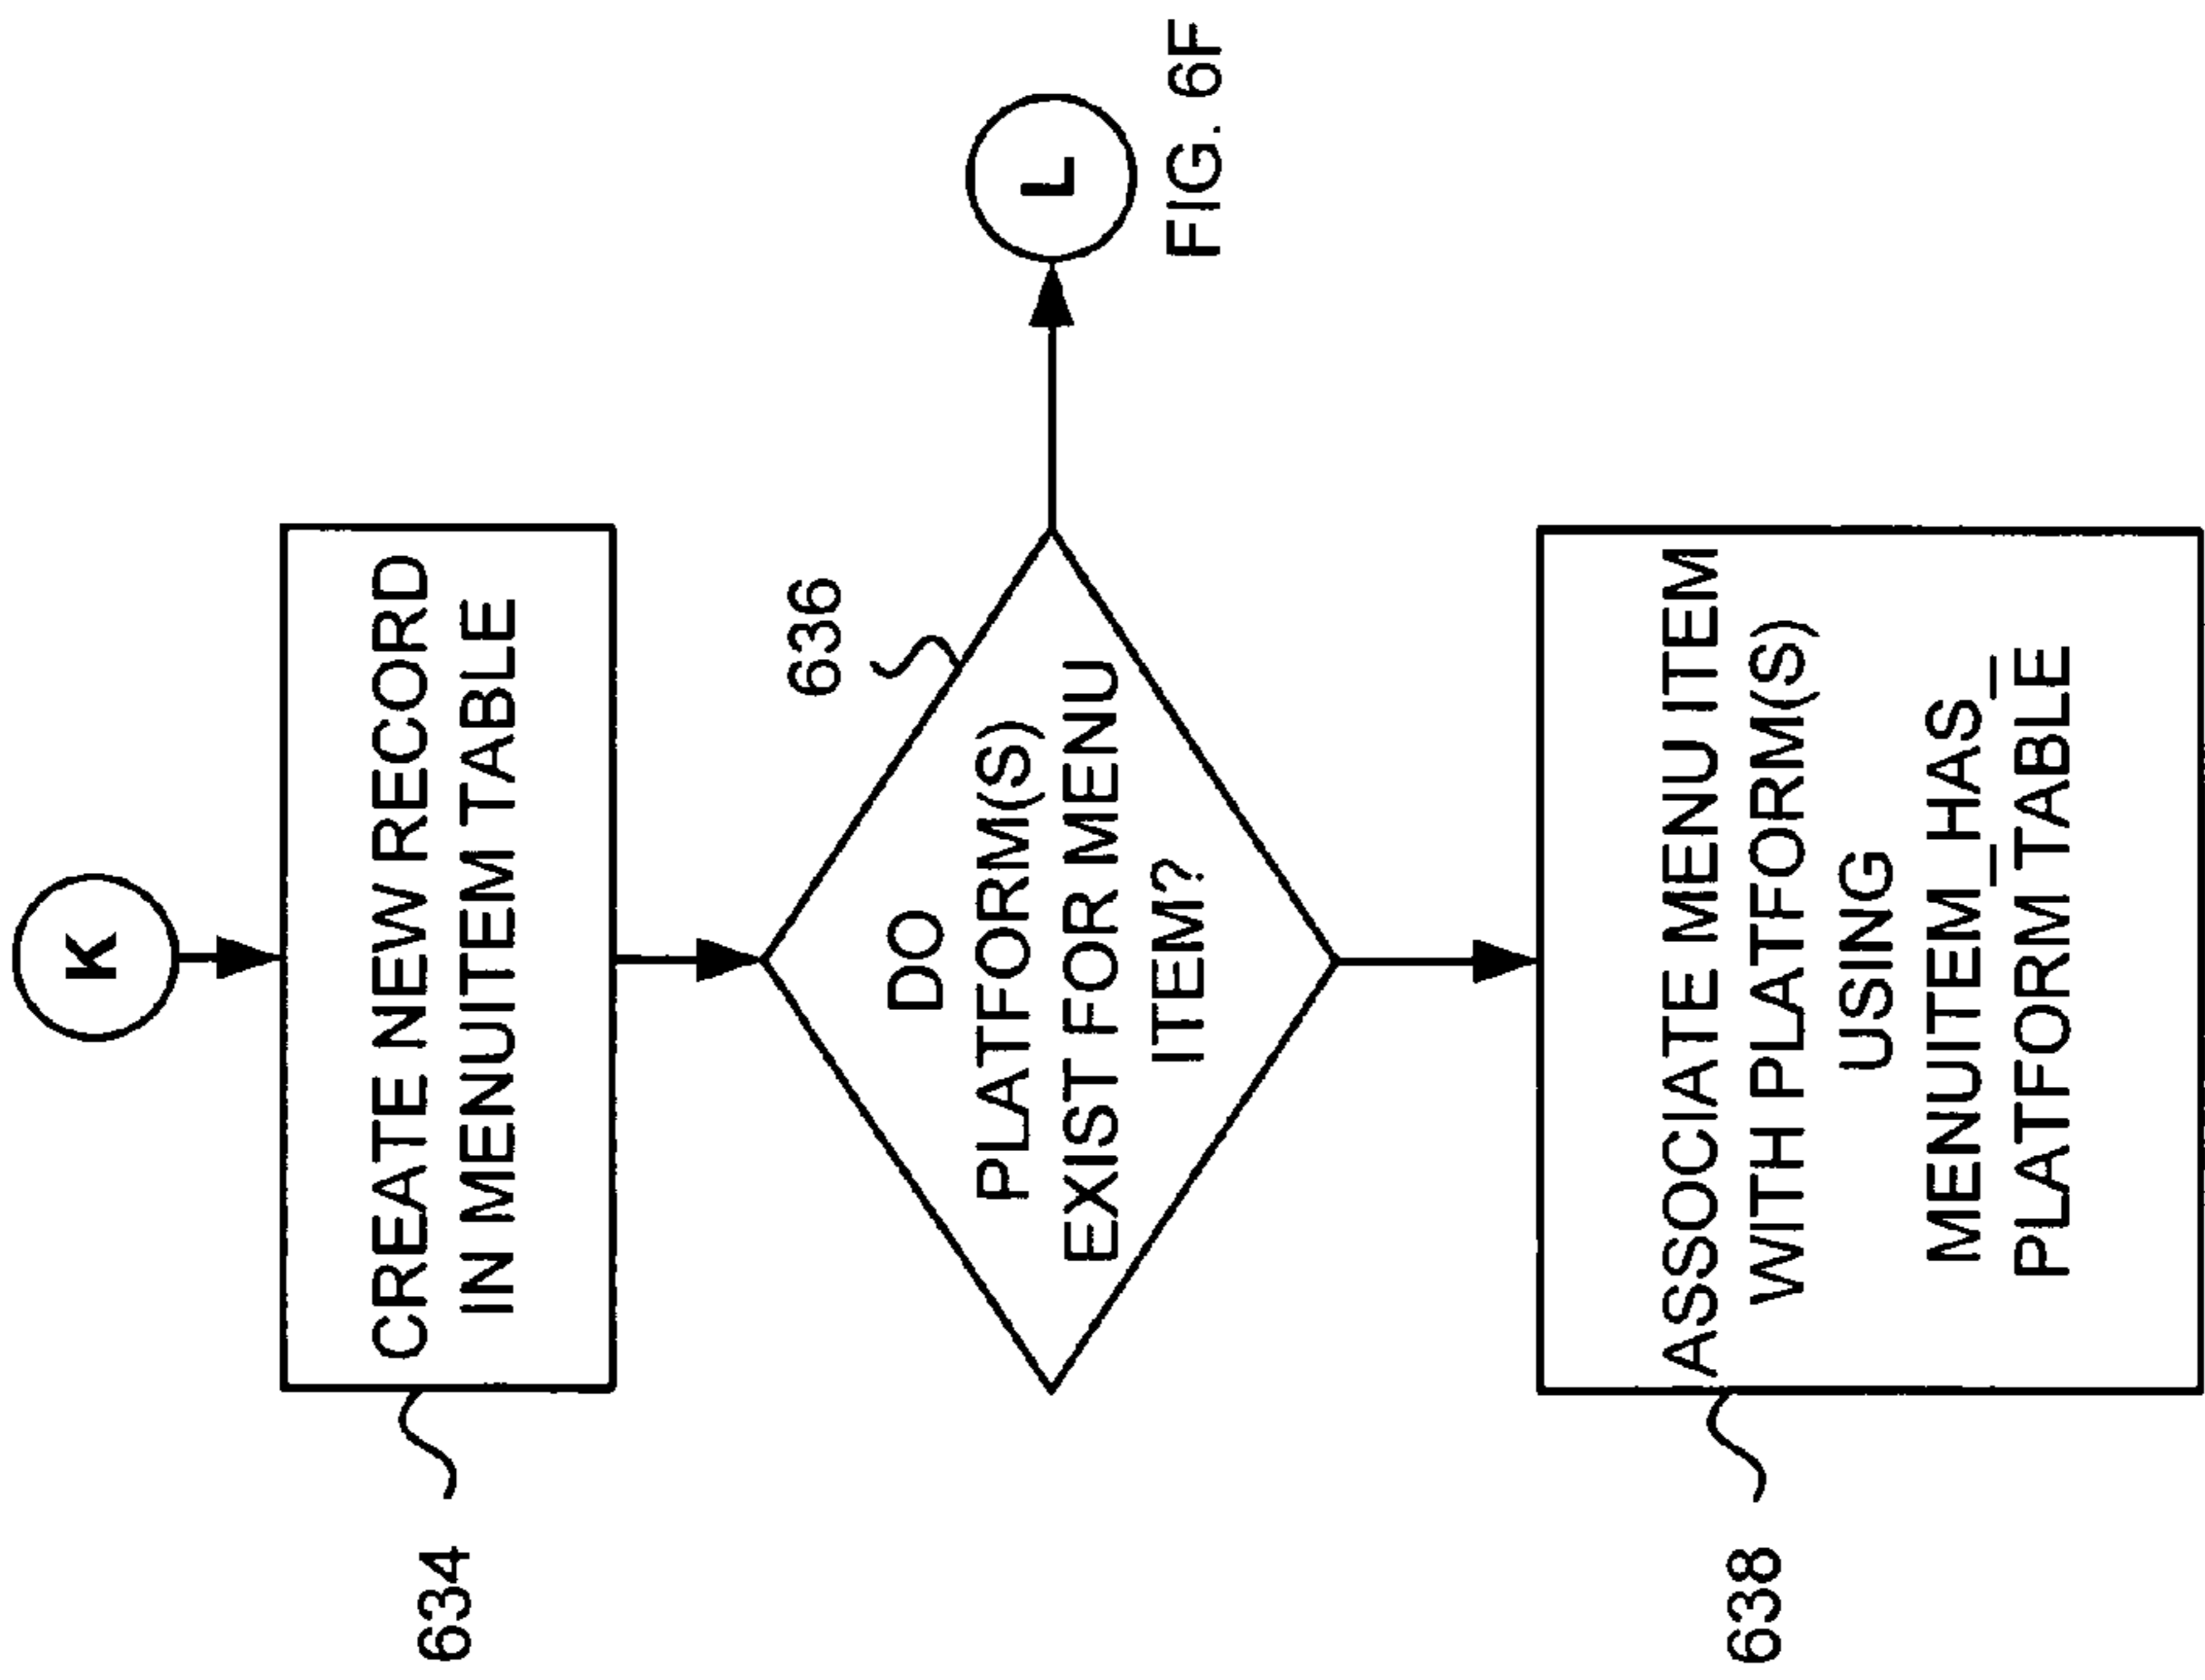 K
634
CREATE NEW RECORD
IN MENUITEM TABLE
636
DO
PLATFORM(S)
EXIST FOR MENU
ITEM?
L
FIG. 6F
638
ASSOCIATE MENU ITEM
WITH PLATFORM(S)
USING
MENUITEM_HAS_
PLATFORM TABLE